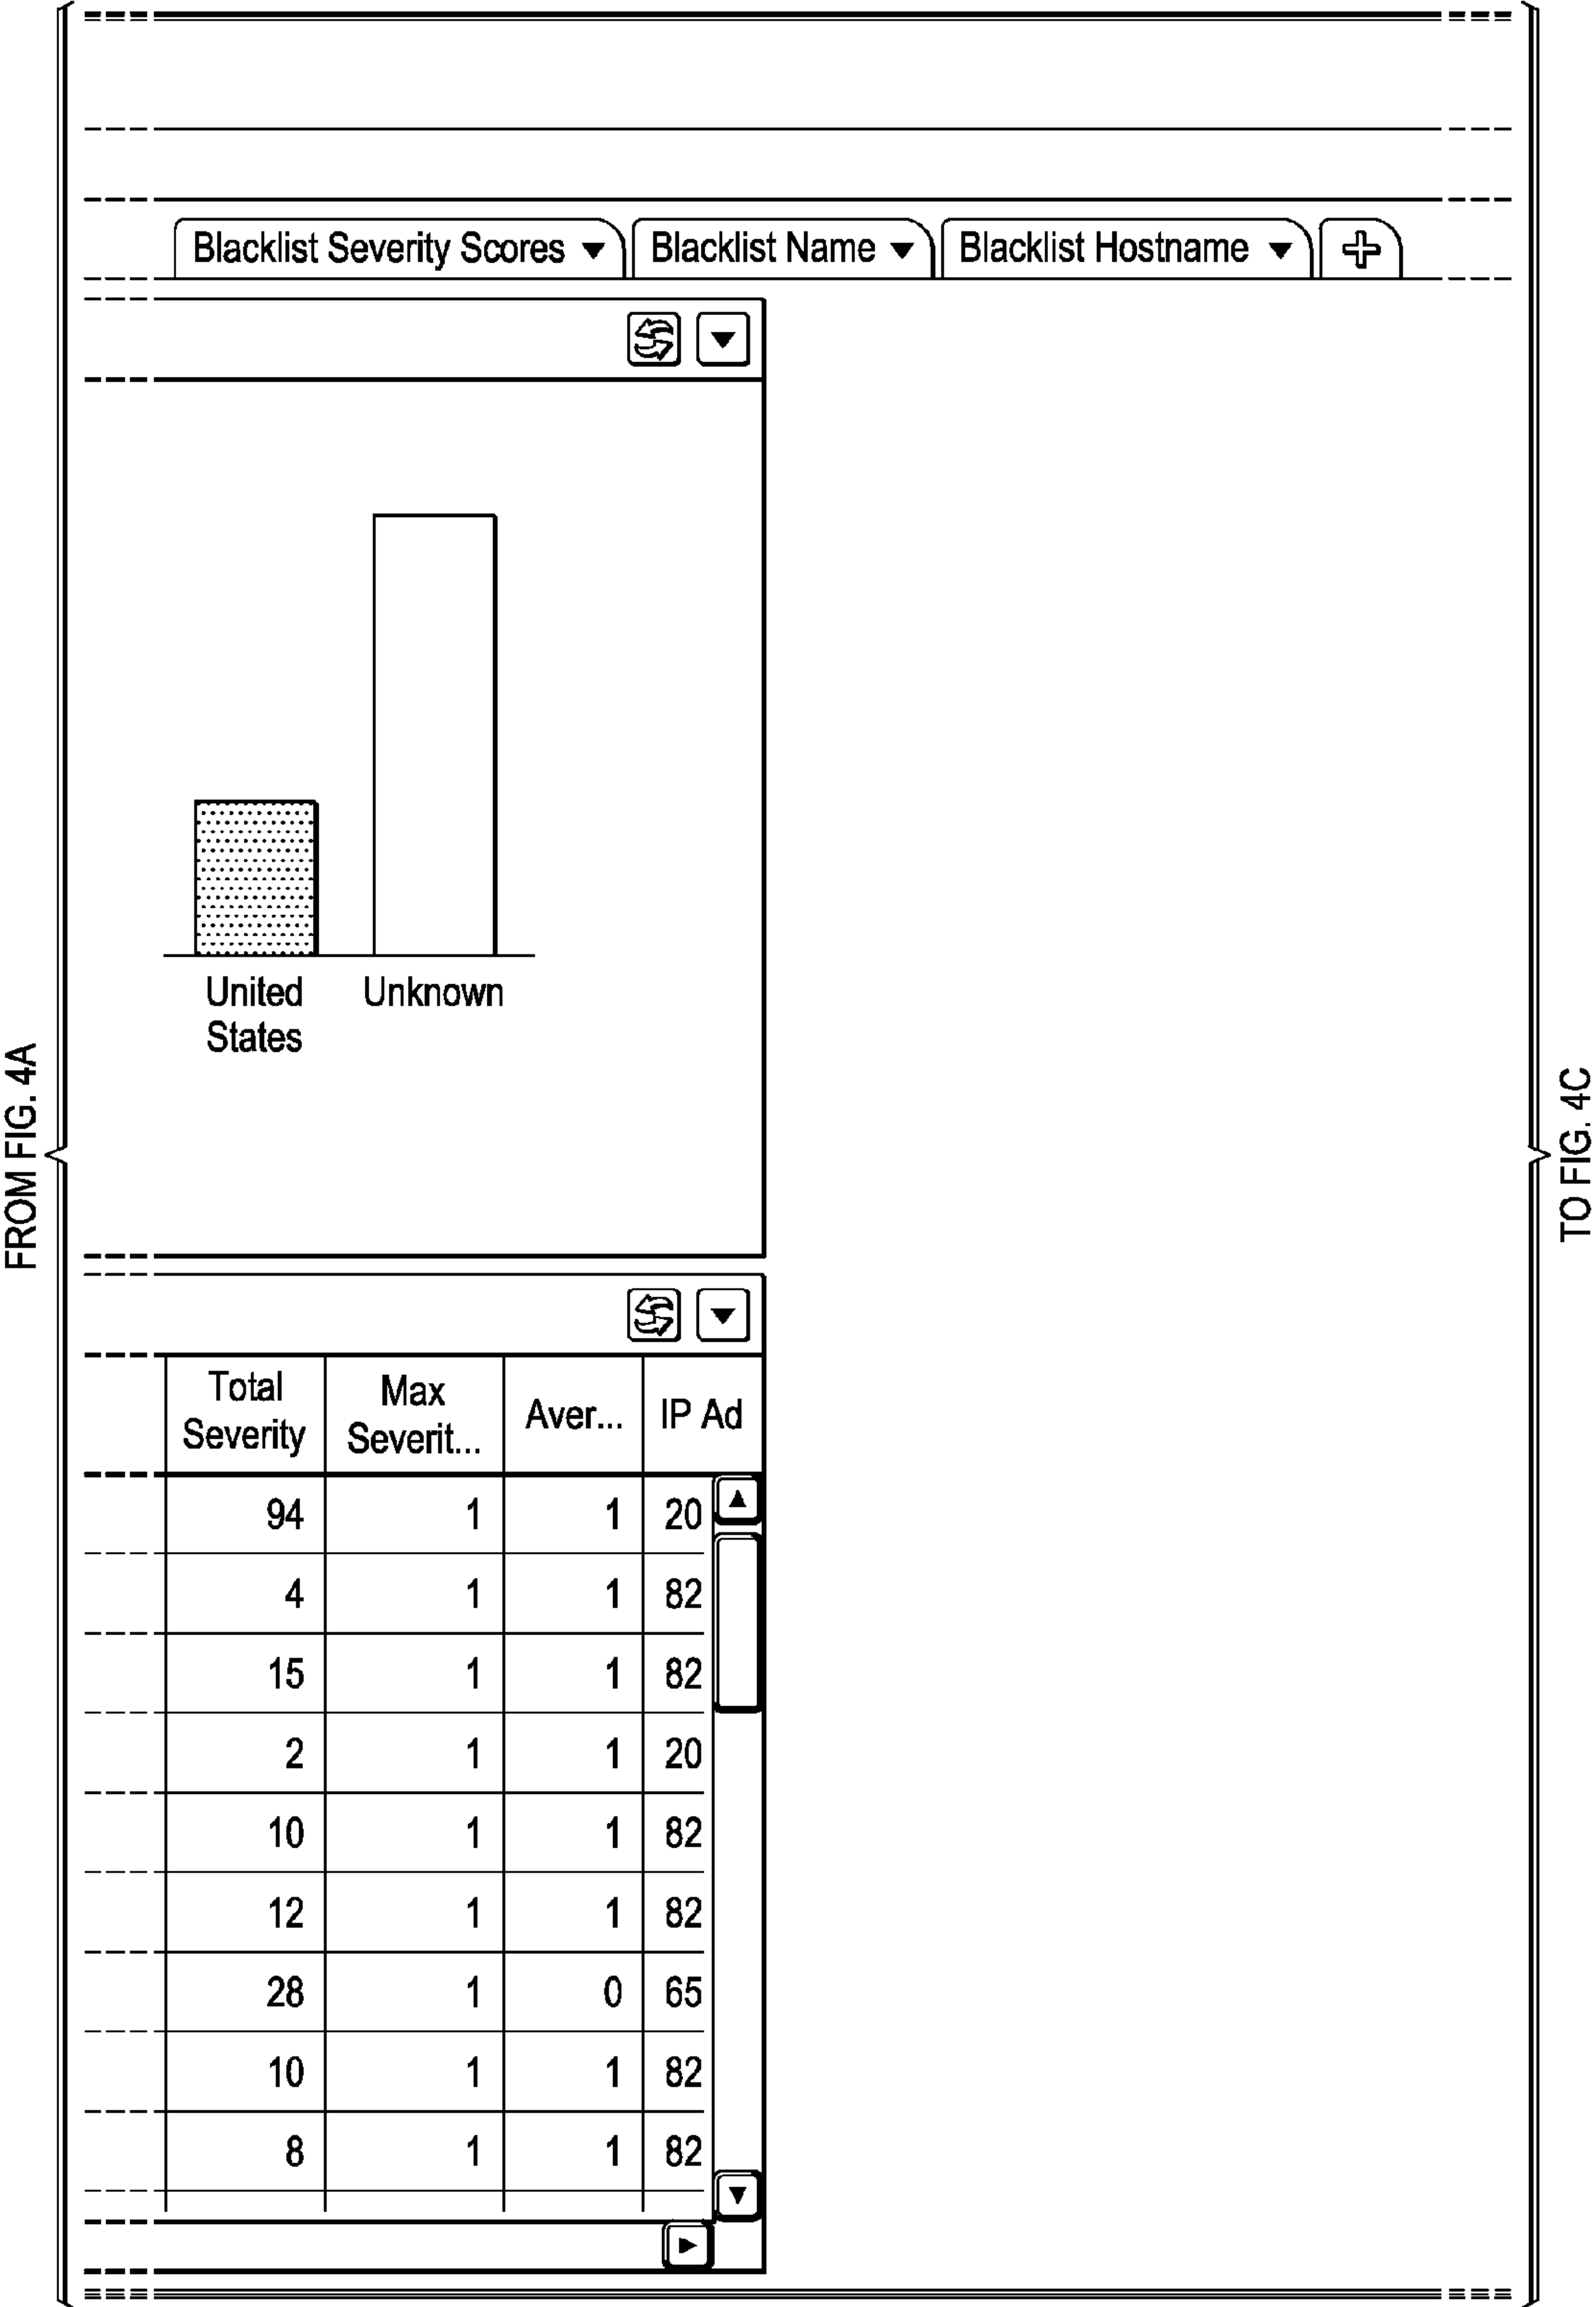 FROM FIG. 4A
Blacklist Severity Scores Blacklist Name Blacklist Hostname
United States Unknown
Total Severity Max Severit... Aver... IP Ad
94 1 1 20
4 1 1 82
15 1 1 82
2 1 1 20
10 1 1 82
12 1 1 82
28 1 0 65
10 1 1 82
8 1 1 82
TO FIG. 4C